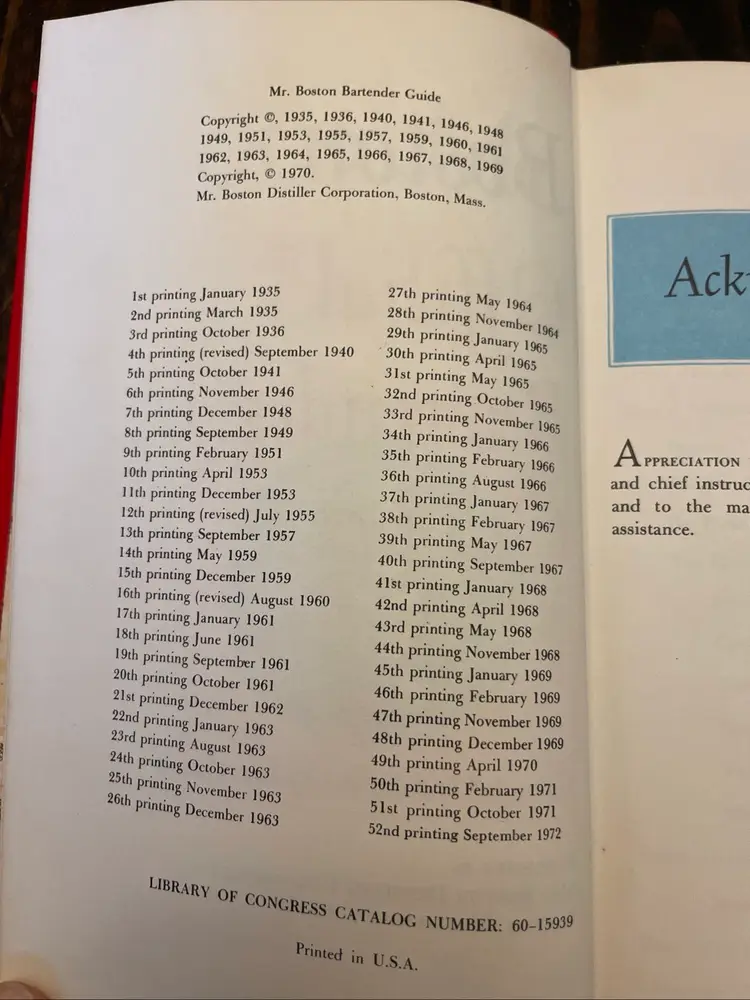 Mr. Boston Bartender Guide
Copyright ©, 1935, 1936, 1940, 1941, 1946, 1948
1949, 1951, 1953, 1955, 1957, 1959, 1960, 1961
1962, 1963, 1964, 1965, 1966, 1967, 1968, 1969
Copyright, © 1970.
Mr. Boston Distiller Corporation, Boston, Mass.
1st printing January 1935
2nd printing March 1935
3rd printing October 1936
4th printing (revised) September 1940
5th printing October 1941
6th printing November 1946
7th printing December 1948
8th printing September 1949
9th printing February 1951
10th printing April 1953
11th printing December 1953
12th printing (revised) July 1955
13th printing September 1957
14th printing May 1959
15th printing December 1959
16th printing (revised) August 1960
17th printing January 1961
18th printing June 1961
19th printing September 1961
20th printing October 1961
21st printing December 1962
22nd printing January 1963
23rd printing August 1963
24th printing October 1963
25th printing November 1963
26th printing December 1963
27th printing May 1964
28th printing November 1964
29th printing January 1965
30th printing April 1965
31st printing May 1965
32nd printing October 1965
33rd printing November 1965
34th printing January 1966
35th printing February 1966
36th printing August 1966
37th printing January 1967
38th printing February 1967
39th printing May 1967
40th printing September 1967
41st printing January 1968
42nd printing April 1968
43rd printing May 1968
44th printing November 1968
45th printing January 1969
46th printing February 1969
47th printing November 1969
48th printing December 1969
49th printing April 1970
50th printing February 1971
51st printing October 1971
52nd printing September 1972
LIBRARY OF CONGRESS CATALOG NUMBER: 60-15939
Printed in U.S.A.
APPRECIATION
and chief
and to the
assistance.